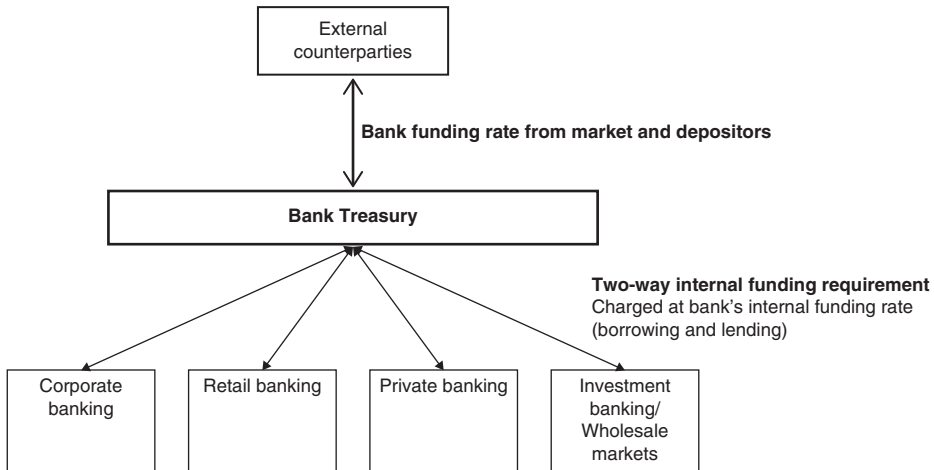 External
counterparties
Bank funding rate from market and depositors
Bank Treasury
Two-way internal funding requirement
Charged at bank's internal funding rate
(borrowing and lending)
Corporate
banking
Retail banking
Private banking
Investment
banking/
Wholesale
markets